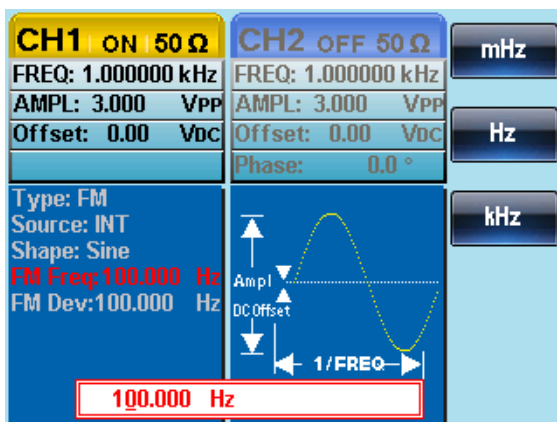 CH1 ON 50 Ω
FREQ: 1.000000 kHz
AMPL: 3.000 VPP
Offset: 0.00 VDC
CH2 OFF 50 Ω
FREQ: 1.000000 kHz
AMPL: 3.000 VPP
Offset: 0.00 VDC
Phase: 0.0 °
mHz
Hz
kHz
Type: FM
Source: INT
Shape: Sine
FM Freq:100.000 Hz
FM Dev:100.000 Hz
Ampl
DC Offset
1/FREQ
100.000 Hz